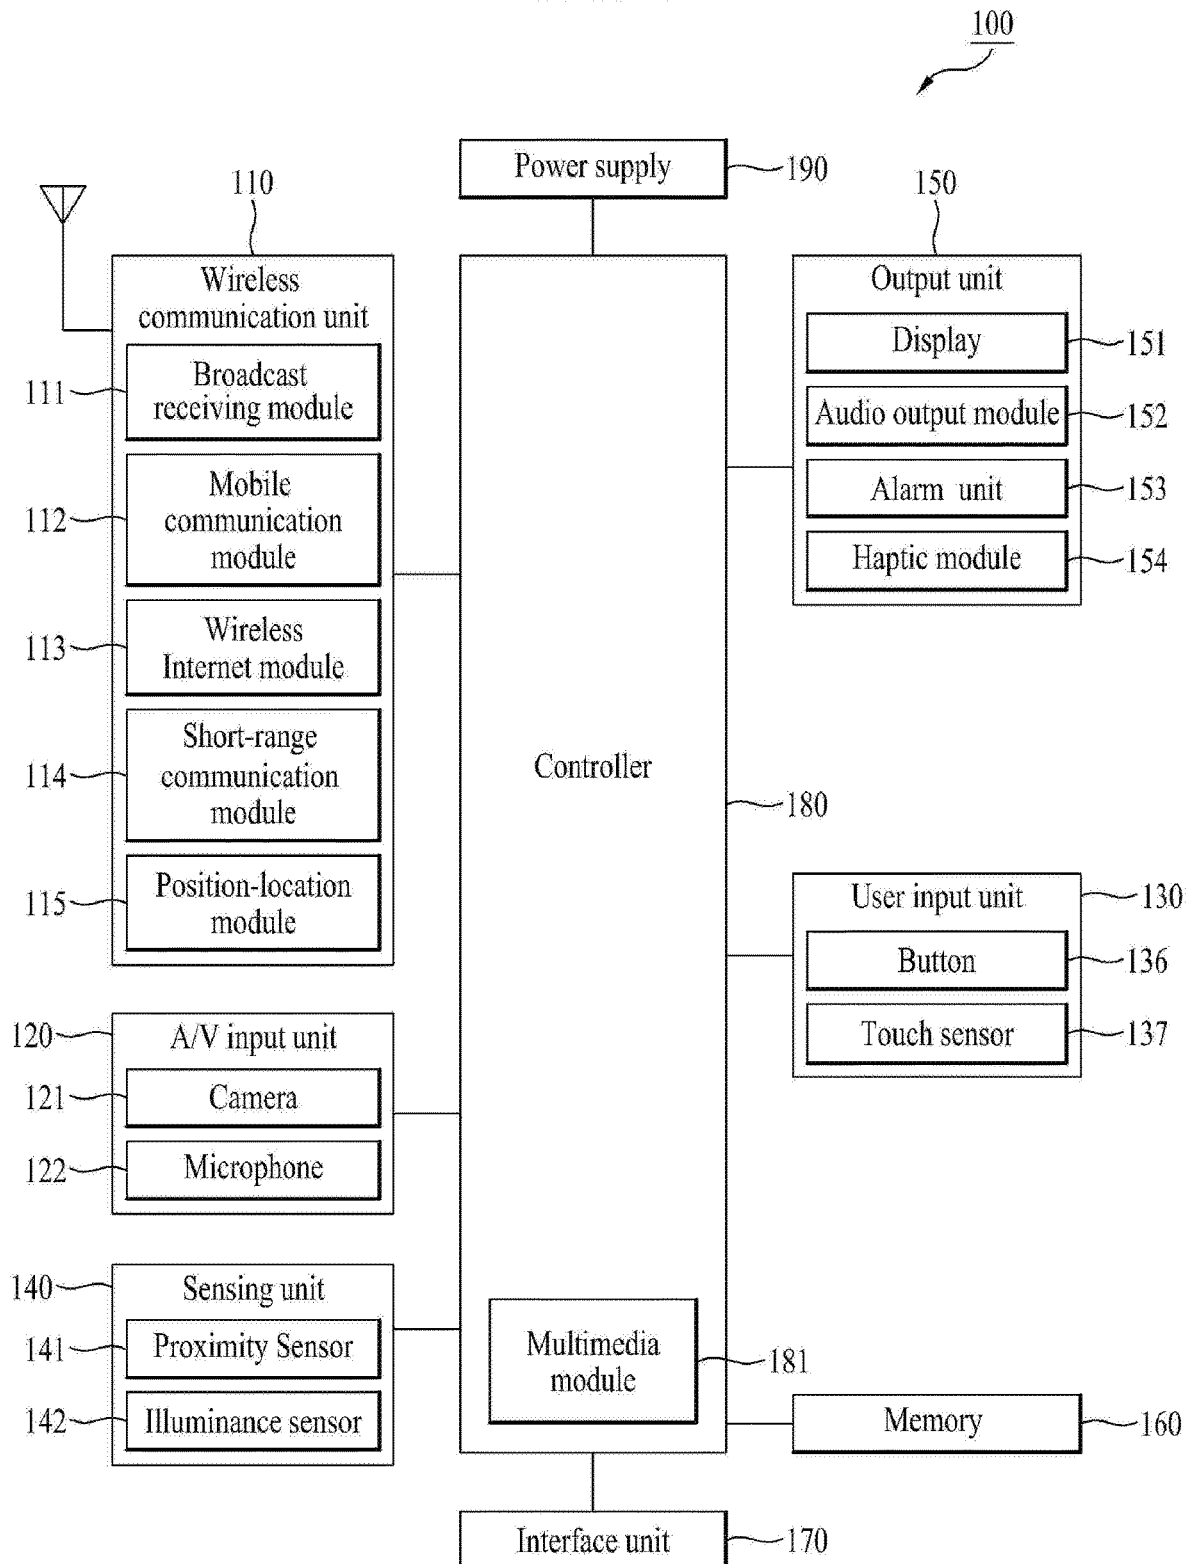 100
Power supply
190
110
150
Wireless
communication unit
Output unit
Display
151
111
Broadcast
receiving module
Audio output module
152
Alarm unit
153
112
Mobile
communication
module
Haptic module
154
113
Wireless
Internet module
114
Short-range
communication
module
Controller
180
115
Position-location
module
User input unit
130
Button
136
Touch sensor
137
120
A/V input unit
121
Camera
122
Microphone
140
Sensing unit
141
Proximity Sensor
142
Illuminance sensor
Multimedia
module
181
Memory
160
Interface unit
170